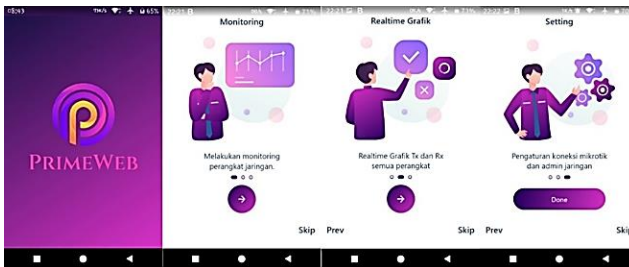 PRIMEWEB
Monitoring
Melakukan monitoring
perangkat jaringan.
Skip
Realtime Grafik
Realtime Grafik Tx dan Rx
semua perangkat
Prev
Skip
Setting
Pengaturan koneksi mikrotik
dan admin jaringan
Done
Prev